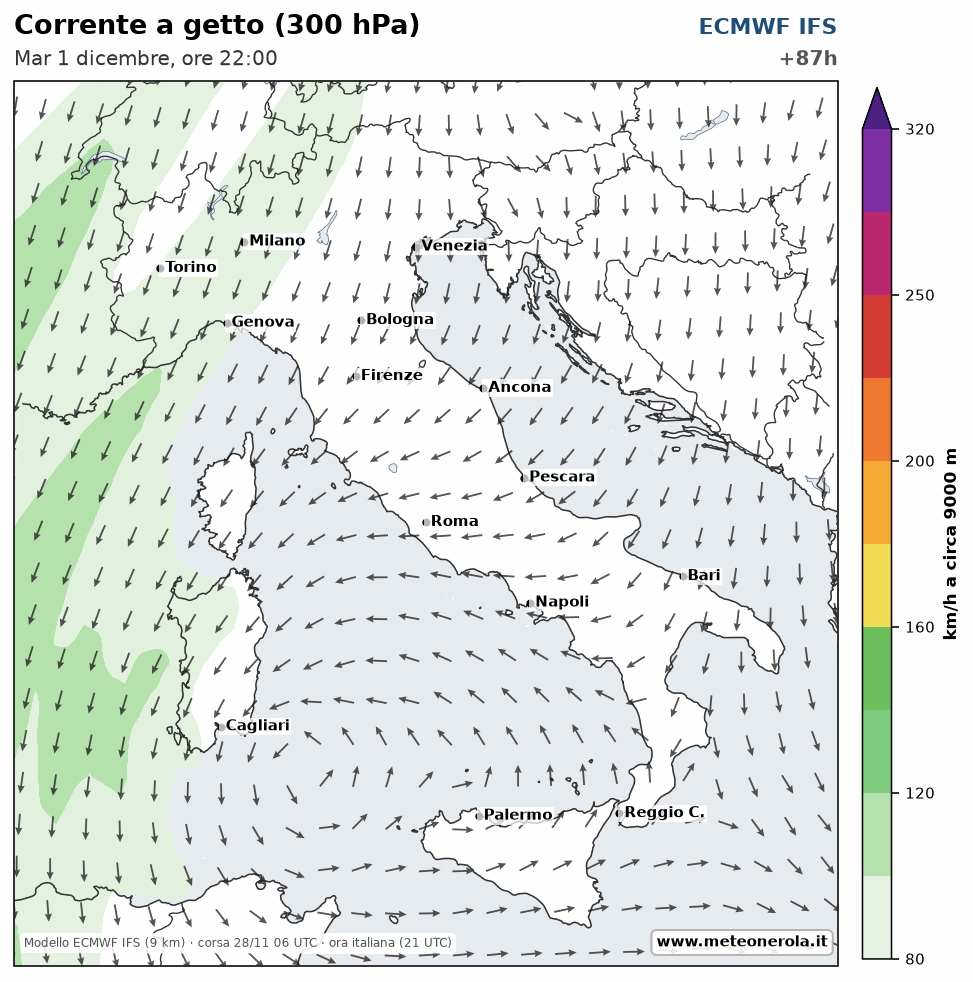 Corrente a getto (300 hPa)
ECMWF IFS
Mar 1 dicembre, ore 22:00
+87h
320
Milano
Venezia
Torino
250
Genova
Bologna
Firenze
Ancona
200
Pescara
Roma
Bari
Napoli
160
km/h a circa 9000 m
Cagliari
120
Palermo
Reggio C.
Modello ECMWF IFS (9 km) · corsa 28/11 06 UTC · ora italiana (21 UTC)
www.meteonerola.it
80